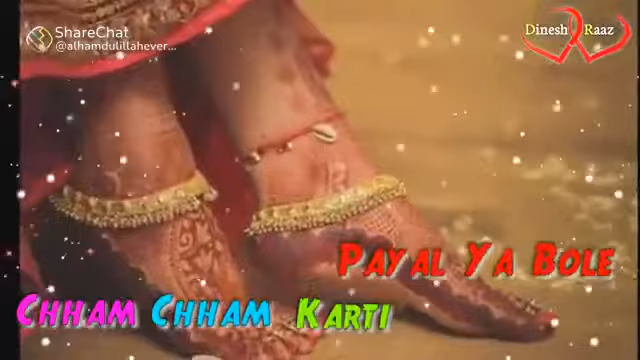 ShareChat
@alhamdulillahever...
Dinesh Raaz
Payal Ya Bole
Chham Chham Karti